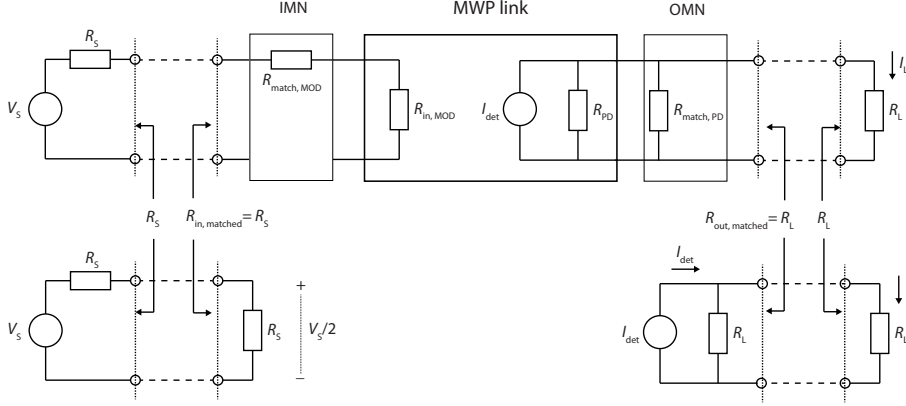 IMN
MWP link
OMN
R_S
R_match, MOD
R_in, MOD
V_S
I_det
R_PD
R_match, PD
I_L
R_L
R_S
R_in, matched = R_S
R_out, matched = R_L
R_L
R_S
V_S
+
R_S
V_S/2
−
I_det
I_det
R_L
R_L